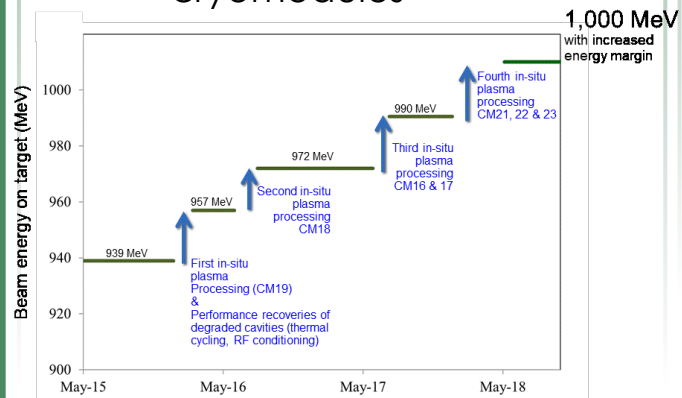 cryomodules
1,000 MeV
with increased
energy margin
Beam energy on target (MeV)
1000
980
960
940
920
900
939 MeV
957 MeV
972 MeV
990 MeV
First in-situ
plasma
Processing (CM19)
&
Performance recoveries of
degraded cavities (thermal
cycling, RF conditioning)
Second in-situ
plasma
processing
CM18
Third in-situ
plasma
processing
CM16 & 17
Fourth in-situ
plasma
processing
CM21, 22 & 23
May-15
May-16
May-17
May-18